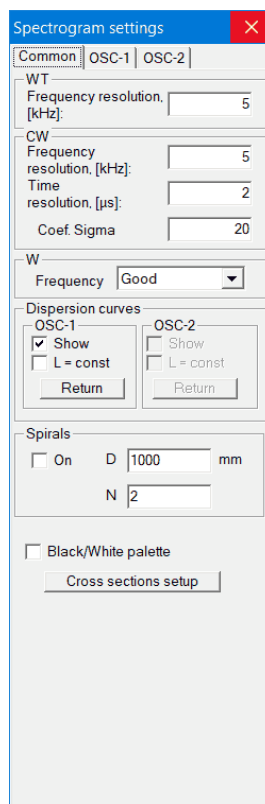 Spectrogram settings
Common OSC-1 OSC-2
WT
Frequency resolution, 5
[kHz]:
CW
Frequency 5
resolution, [kHz]:
Time 2
resolution, [μs]:
Coef. Sigma 20
W
Frequency Good
Dispersion curves
OSC-1 OSC-2
Show Show
L = const L = const
Return Return
Spirals
On D 1000 mm
N 2
Black/White palette
Cross sections setup